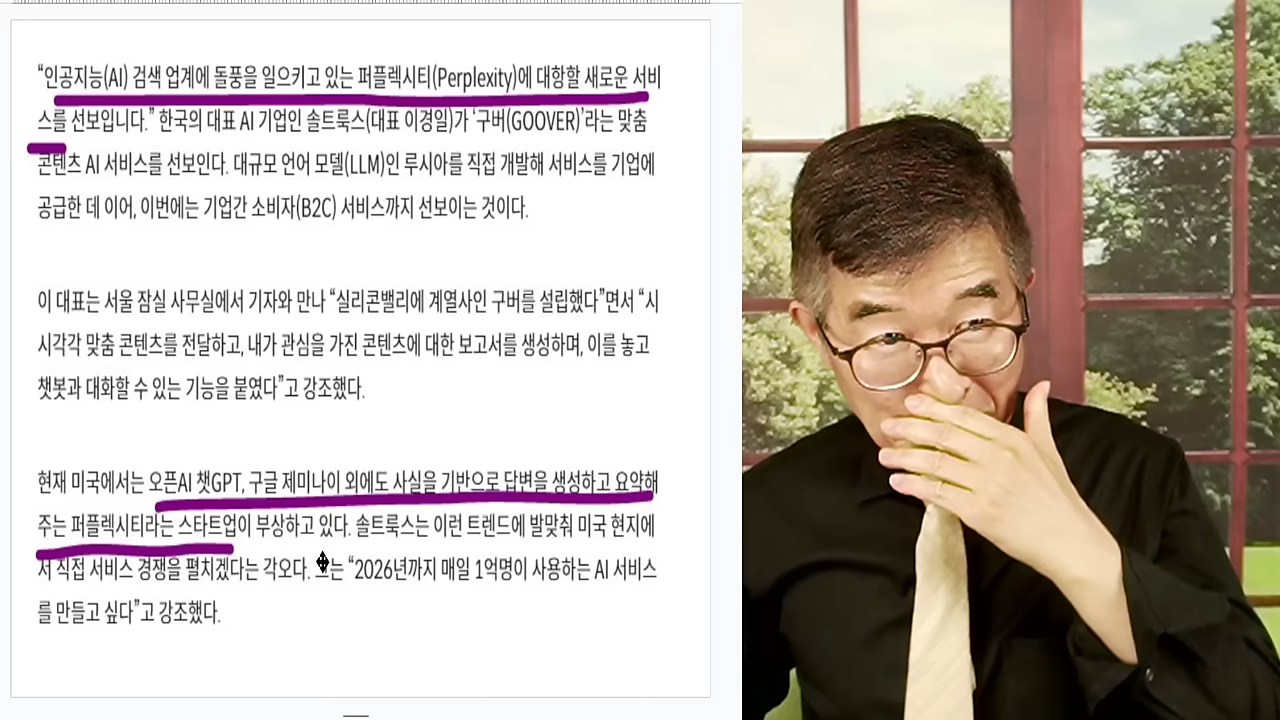 “인공지능(AI) 검색 업계에 돌풍을 일으키고 있는 퍼플렉시티(Perplexity)에 대항할 새로운 서비
스를 선보입니다.” 한국의 대표 AI 기업인 솔트룩스(대표 이경일)가 ‘구버(GOOVER)’라는 맞춤
콘텐츠 AI 서비스를 선보인다. 대규모 언어 모델(LLM)인 루시아를 직접 개발해 서비스를 기업에
공급한 데 이어, 이번에는 기업간 소비자(B2C) 서비스까지 선보이는 것이다.
이 대표는 서울 잠실 사무실에서 기자와 만나 “실리콘밸리에 계열사인 구버를 설립했다”면서 “시
시각각 맞춤 콘텐츠를 전달하고, 내가 관심을 가진 콘텐츠에 대한 보고서를 생성하며, 이를 놓고
챗봇과 대화할 수 있는 기능을 붙였다”고 강조했다.
현재 미국에서는 오픈AI 챗GPT, 구글 제미나이 외에도 사실을 기반으로 답변을 생성하고 요약해
주는 퍼플렉시티라는 스타트업이 부상하고 있다. 솔트룩스는 이런 트렌드에 발맞춰 미국 현지에
서 직접 서비스 경쟁을 펼치겠다는 각오다. 그는 “2026년까지 매일 1억명이 사용하는 AI 서비스
를 만들고 싶다”고 강조했다.